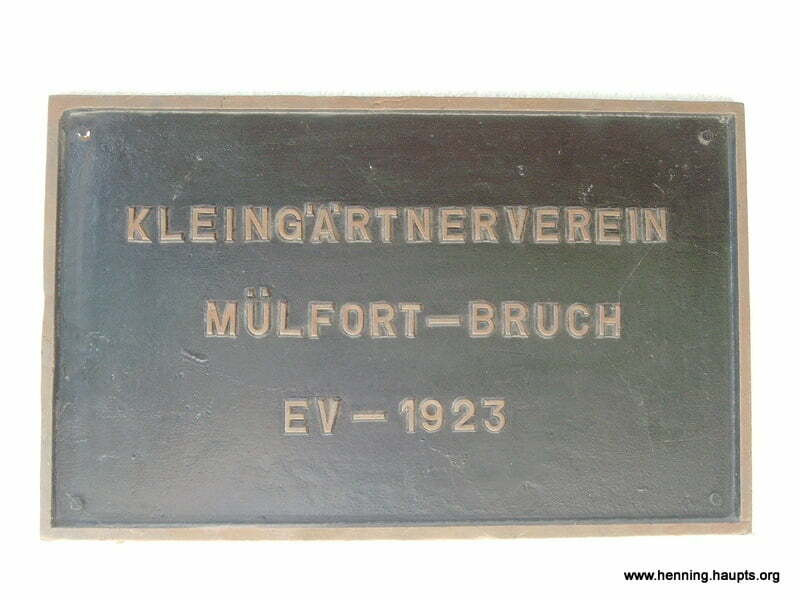 KLEINGÄRTNERVEREIN
MÜLFORT-BRUCH
EV-1923
www.henning.haupts.org